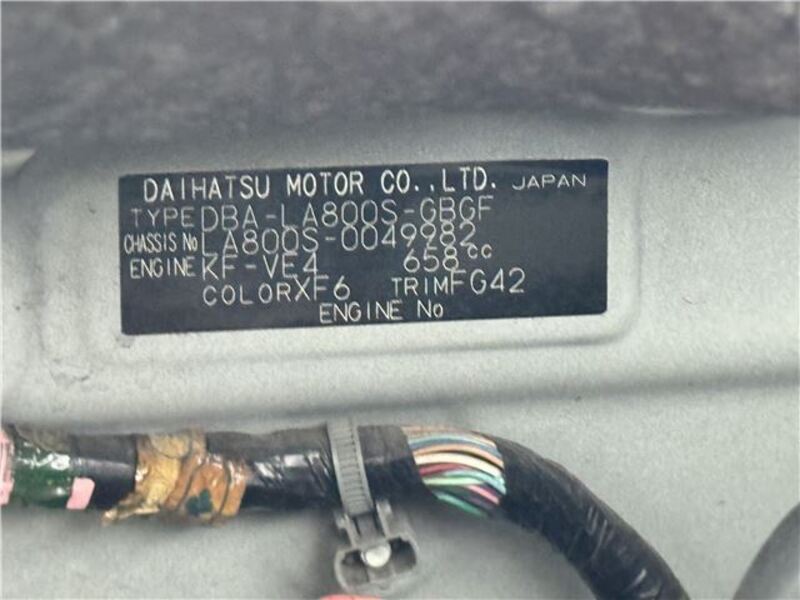 DAIHATSU MOTOR CO.,LTD. JAPAN
TYPE DBA-LA800S-GBGF
CHASSIS No LA800S-0049282
ENGINE KF-VE4 658cc
COLOR XF6 TRIM FG42
ENGINE No